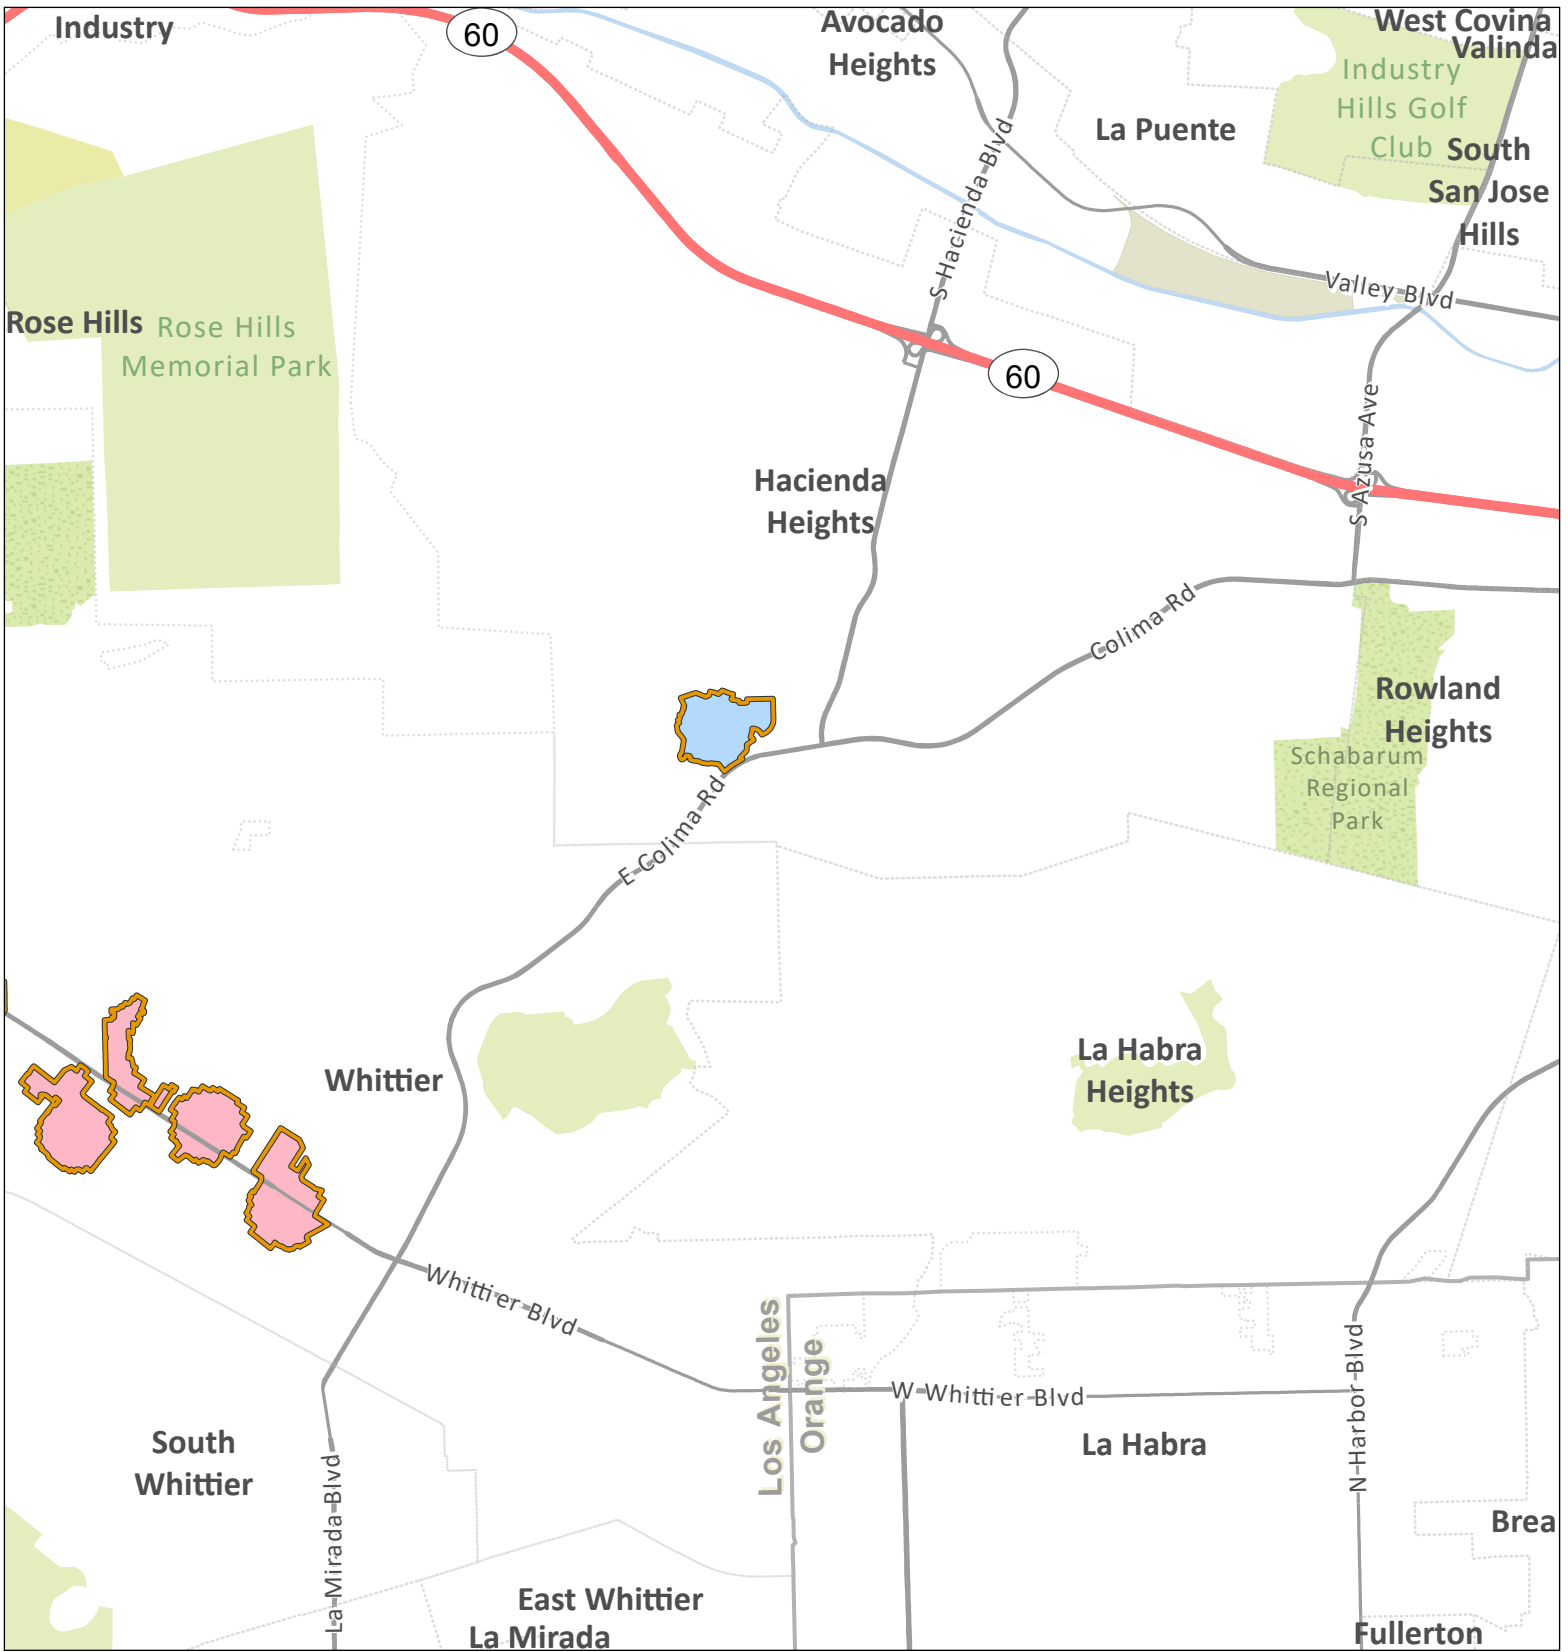 Industry
60
Avocado
Heights
West Covina
Valinda
Industry
Hills Golf
Club
La Puente
South
San Jose
Hills
S Hacienda Blvd
Valley Blvd
Rose Hills
Rose Hills
Memorial Park
60
S Azusa Ave
Hacienda
Heights
Colima Rd
Rowland
Heights
Schabarum
Regional
Park
E Colima Rd
Whittier
La Habra
Heights
Whittier Blvd
Los Angeles
Orange
W Whittier Blvd
N Harbor Blvd
La Habra
South
Whittier
La Mirada Blvd
Brea
East Whittier
La Mirada
Fullerton